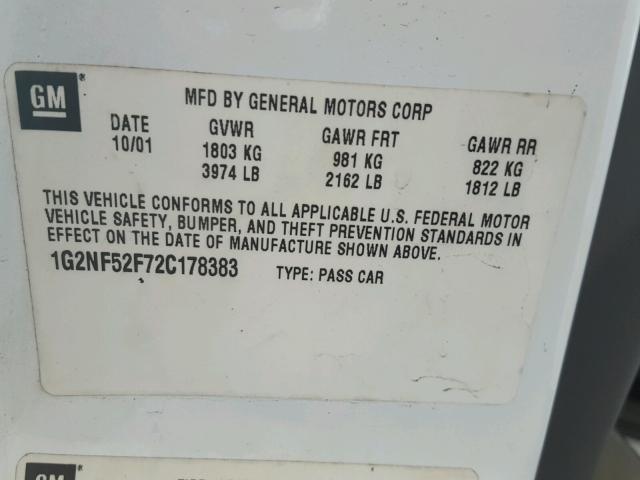 GM
MFD BY GENERAL MOTORS CORP
DATE GVWR GAWR FRT GAWR RR
10/01 1803 KG 981 KG 822 KG
3974 LB 2162 LB 1812 LB
THIS VEHICLE CONFORMS TO ALL APPLICABLE U.S. FEDERAL MOTOR
VEHICLE SAFETY, BUMPER, AND THEFT PREVENTION STANDARDS IN
EFFECT ON THE DATE OF MANUFACTURE SHOWN ABOVE.
1G2NF52F72C178383 TYPE: PASS CAR
GM